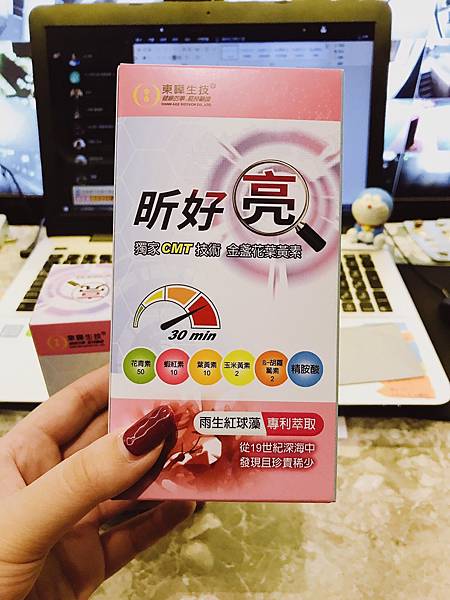 東暐生技
昕好亮
獨家CMT技術 金盞花葉黃素
30 min
花青素
50
蝦紅素
10
葉黃素
10
玉米黃素
2
β-胡蘿
蔔素
2
精胺酸
雨生紅球藻 專利萃取
從19世紀深海中
發現且珍貴稀少